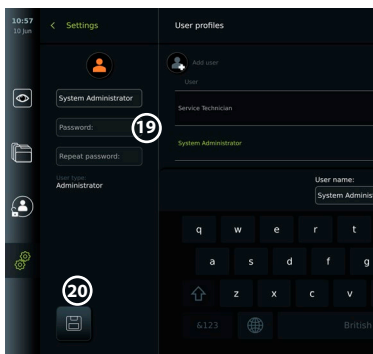 10:57
10 Jun
Settings
User profiles
Add user
User
System Administrator
Service Technician
Password:
19
System Administrator
Repeat password:
User type:
Administrator
User name:
System Adminis
q w e r t
a s d f g
20
z x c v
&123
British